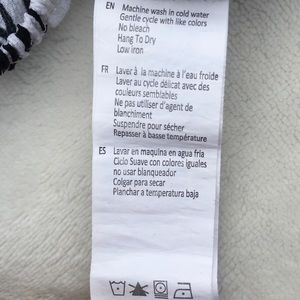 EN Machine wash in cold water
Gentle cycle with like colors
No bleach
Hang To Dry
Low iron
FR Laver à la machine à l'eau froide
Laver au cycle délicat avec des
couleurs semblables
Ne pas utiliser d'agent de
blanchiment
Suspendre pour sécher
Repasser à basse température
ES Lavar en maquina en agua fria
Ciclo Suave con colores iguales
no usar blanqueador
Colgar para secar
Planchar a temperatura baja